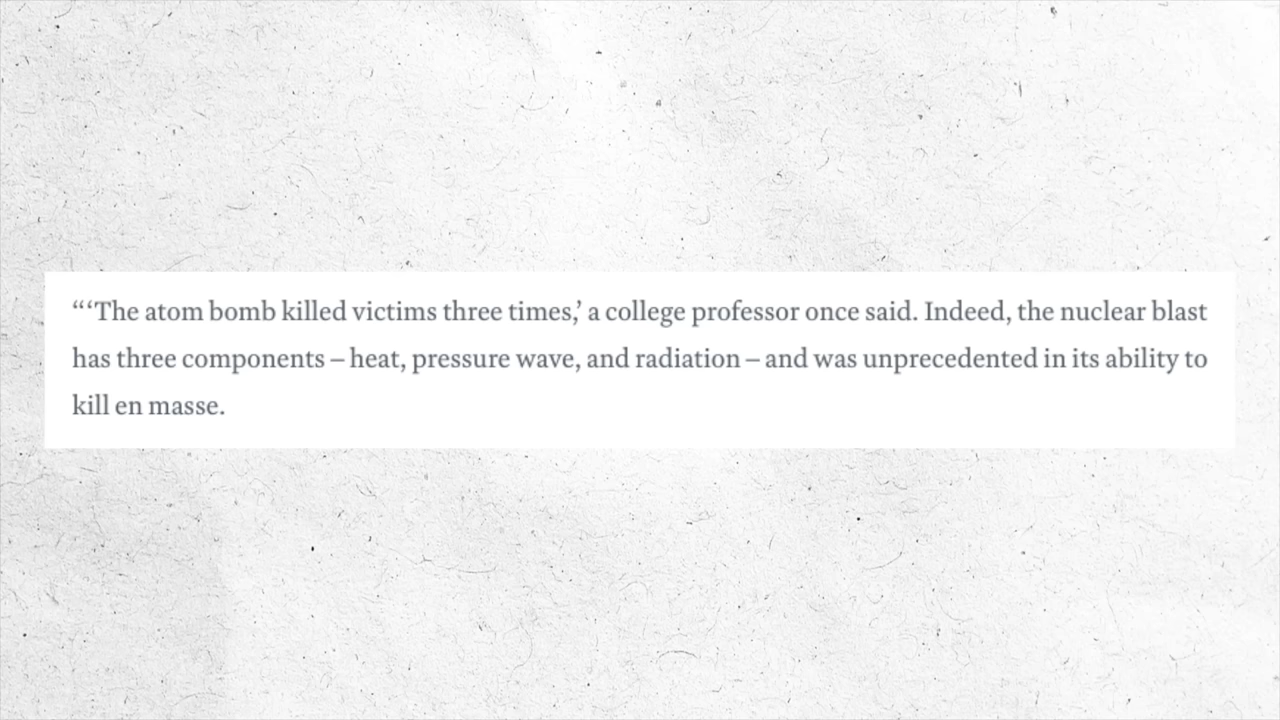 “‘The atom bomb killed victims three times,’ a college professor once said. Indeed, the nuclear blast
has three components – heat, pressure wave, and radiation – and was unprecedented in its ability to
kill en masse.